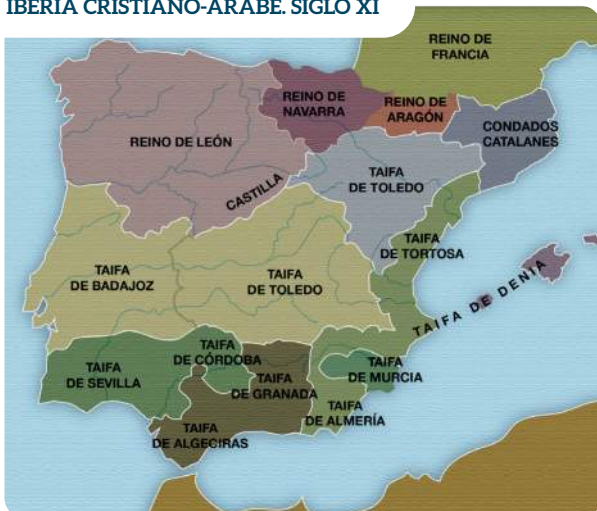 IBERIA CRISTIANO-ÁRABE. SIGLO XI
REINO DE
FRANCIA
REINO DE
NAVARRA
REINO DE
ARAGÓN
CONDADOS
CATALANES
REINO DE LEÓN
CASTILLA
TAIFA
DE TOLEDO
TAIFA
DE TORTOSA
TAIFA
DE BADAJOZ
TAIFA
DE TOLEDO
TAIFA DE DENIA
TAIFA
DE SEVILLA
TAIFA
DE CÓRDOBA
TAIFA
DE GRANADA
TAIFA
DE MURCIA
TAIFA
DE ALMERÍA
TAIFA
DE ALGECIRAS